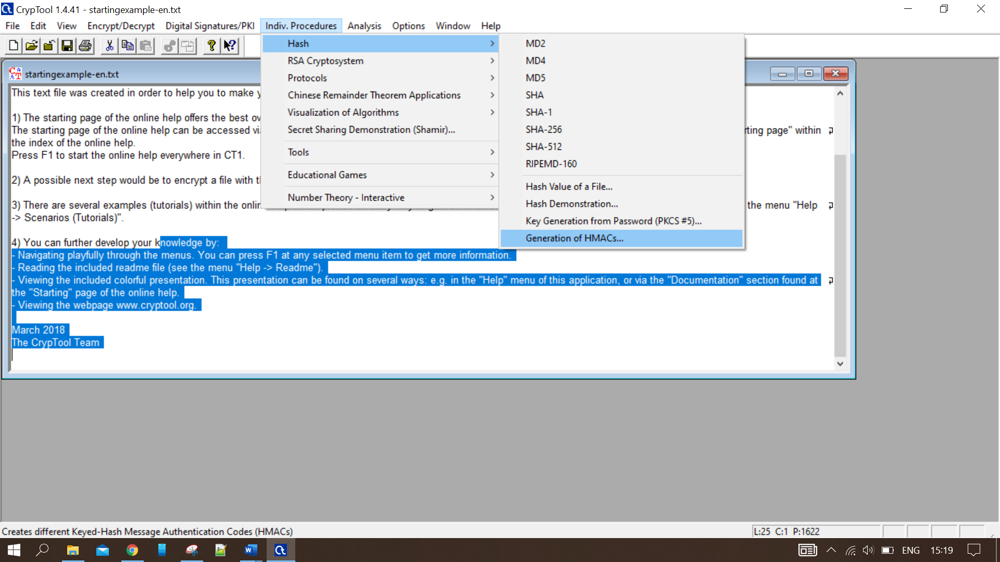 CrypTool 1.4.41 - startingexample-en.txt
File Edit View Encrypt/Decrypt Digital Signatures/PKI Indiv. Procedures Analysis Options Window Help
Hash
RSA Cryptosystem
Protocols
Chinese Remainder Theorem Applications
Visualization of Algorithms
Secret Sharing Demonstration (Shamir)...
Tools
Educational Games
Number Theory - Interactive
MD2
MD4
MD5
SHA
SHA-1
SHA-256
SHA-512
RIPEMD-160
Hash Value of a File...
Hash Demonstration...
Key Generation from Password (PKCS #5)...
Generation of HMACs...
startingexample-en.txt
This text file was created in order to help you to make
1) The starting page of the online help offers the best
The starting page of the online help can be accessed page" within
the index of the online help.
Press F1 to start the online help everywhere in CT1.
2) A possible next step would be to encrypt a file with
3) There are several examples (tutorials) within the the menu "Help
-> Scenarios (Tutorials)".
4) You can further develop your knowledge by:
- Navigating playfully through the menus. You can press F1 at any selected menu item to get more information.
- Reading the included readme file (see the menu "Help -> Readme").
- Viewing the included colorful presentation. This presentation can be found on several ways: e.g. in the "Help" menu of this application, or via the "Documentation" section found at
the "Starting" page of the online help.
- Viewing the webpage www.cryptool.org.
March 2018
The CrypTool Team
Creates different Keyed-Hash Message Authentication Codes (HMACs)
L:25 C:1 P:1622
ENG 15:19